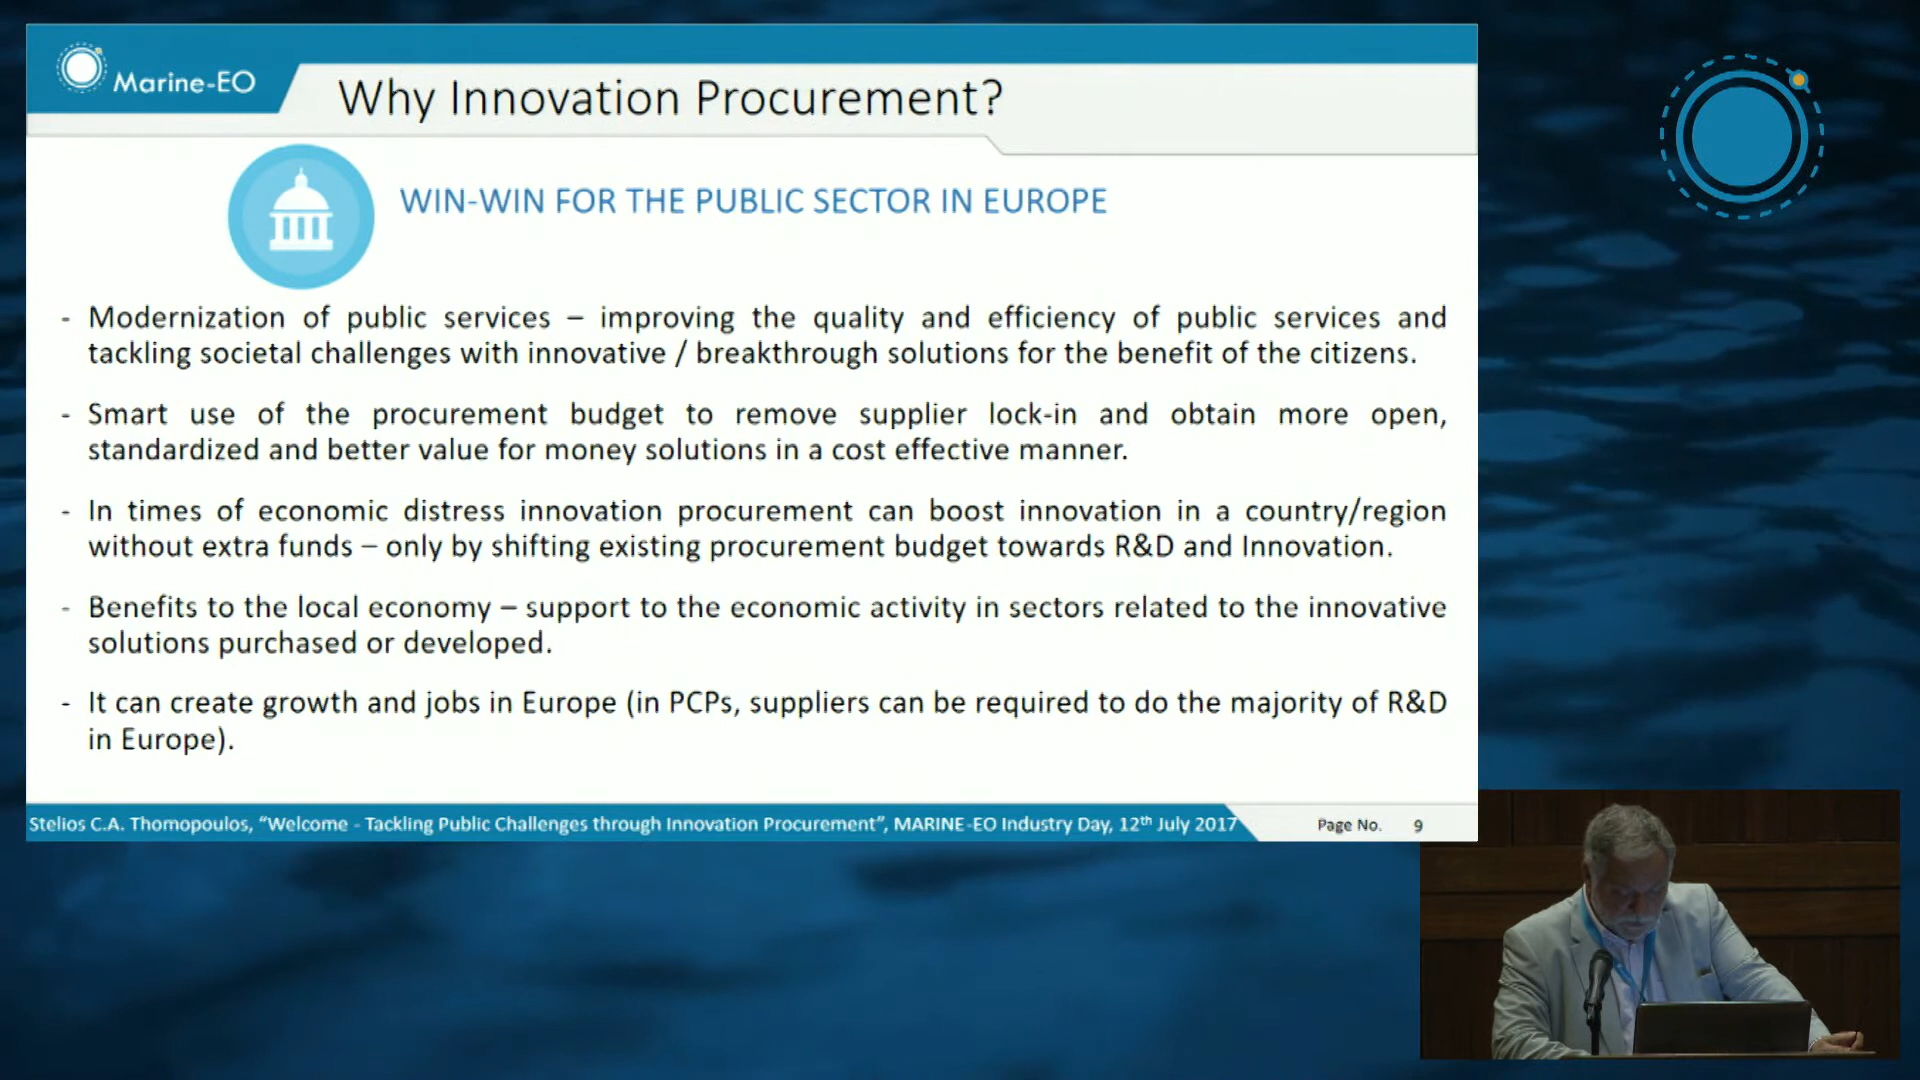 Marine-EO
Why Innovation Procurement?
WIN-WIN FOR THE PUBLIC SECTOR IN EUROPE
- Modernization of public services – improving the quality and efficiency of public services and
tackling societal challenges with innovative / breakthrough solutions for the benefit of the citizens.
- Smart use of the procurement budget to remove supplier lock-in and obtain more open,
standardized and better value for money solutions in a cost effective manner.
- In times of economic distress innovation procurement can boost innovation in a country/region
without extra funds – only by shifting existing procurement budget towards R&D and Innovation.
- Benefits to the local economy – support to the economic activity in sectors related to the innovative
solutions purchased or developed.
- It can create growth and jobs in Europe (in PCPs, suppliers can be required to do the majority of R&D
in Europe).
Stelios C.A. Thomopoulos, “Welcome - Tackling Public Challenges through Innovation Procurement”, MARINE-EO Industry Day, 12th July 2017
Page No. 9